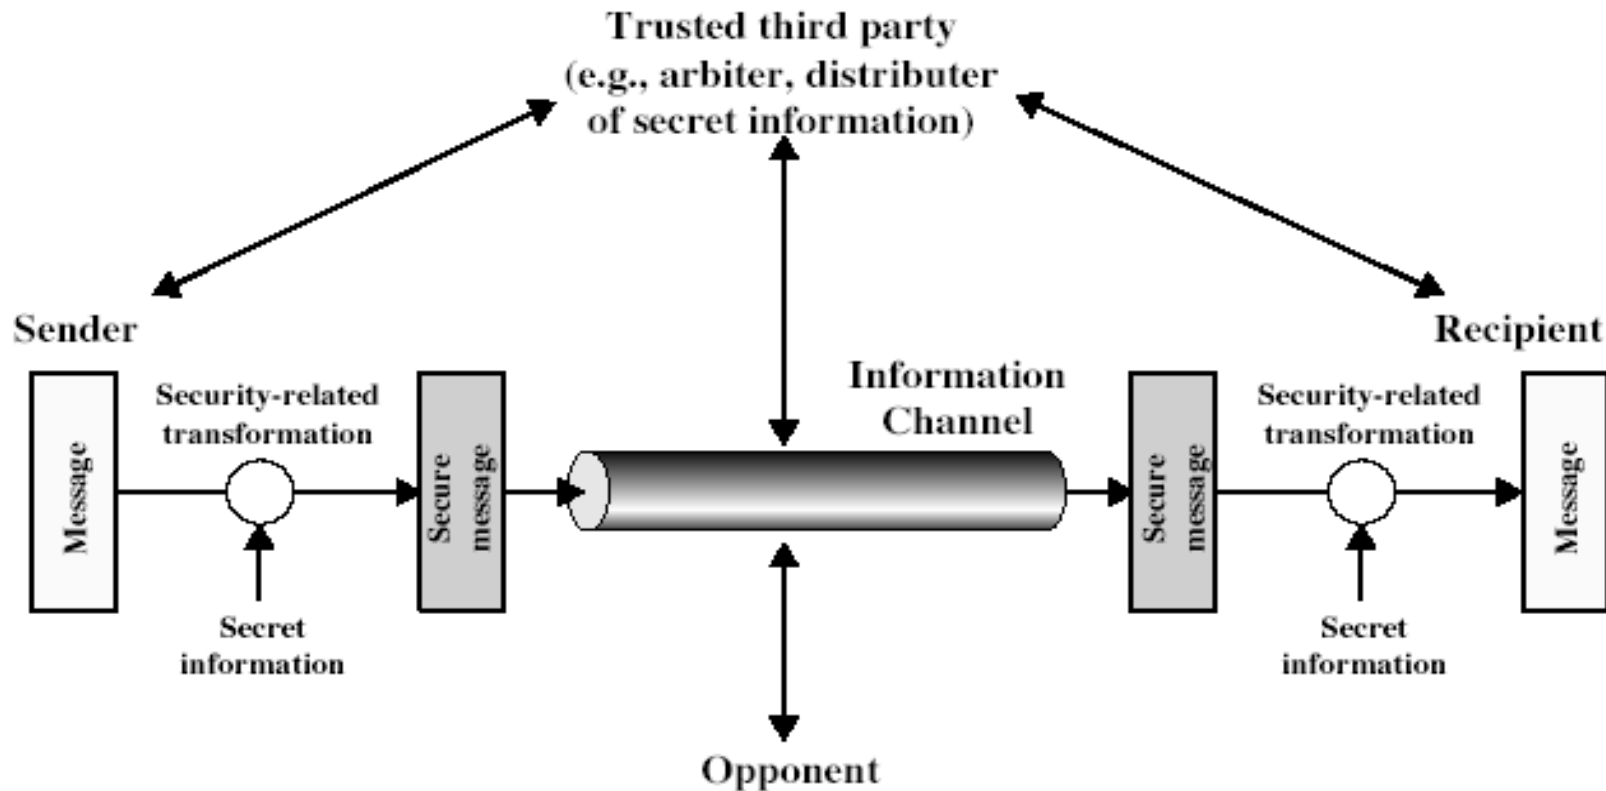 Trusted third party
(e.g., arbiter, distributer
of secret information)
Sender
Recipient
Information
Channel
Security-related
transformation
Security-related
transformation
Message
Secure
message
Secure
message
Message
Secret
information
Secret
information
Opponent